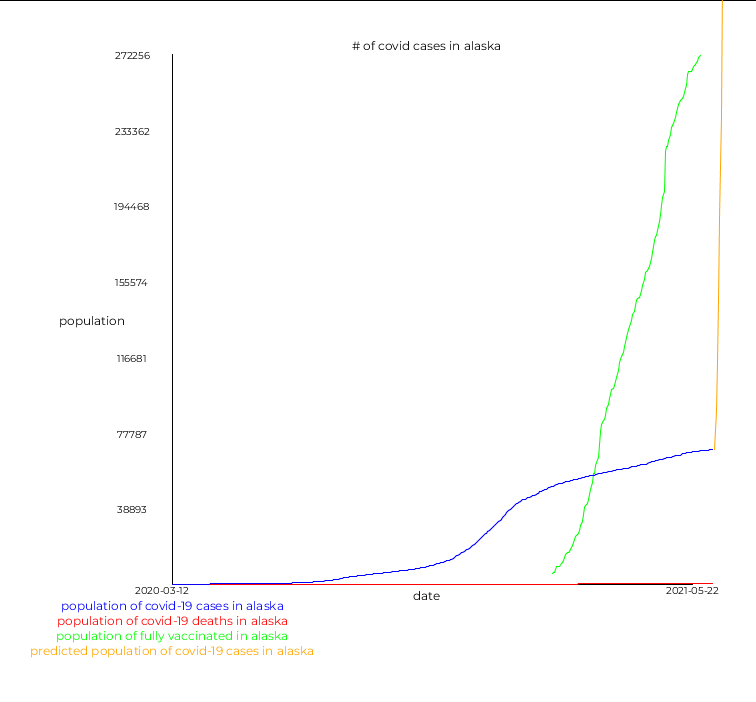 # of covid cases in alaska
272256
233362
194468
155574
population
116681
77787
38893
2020-03-12
2021-05-22
date
population of covid-19 cases in alaska
population of covid-19 deaths in alaska
population of fully vaccinated in alaska
predicted population of covid-19 cases in alaska